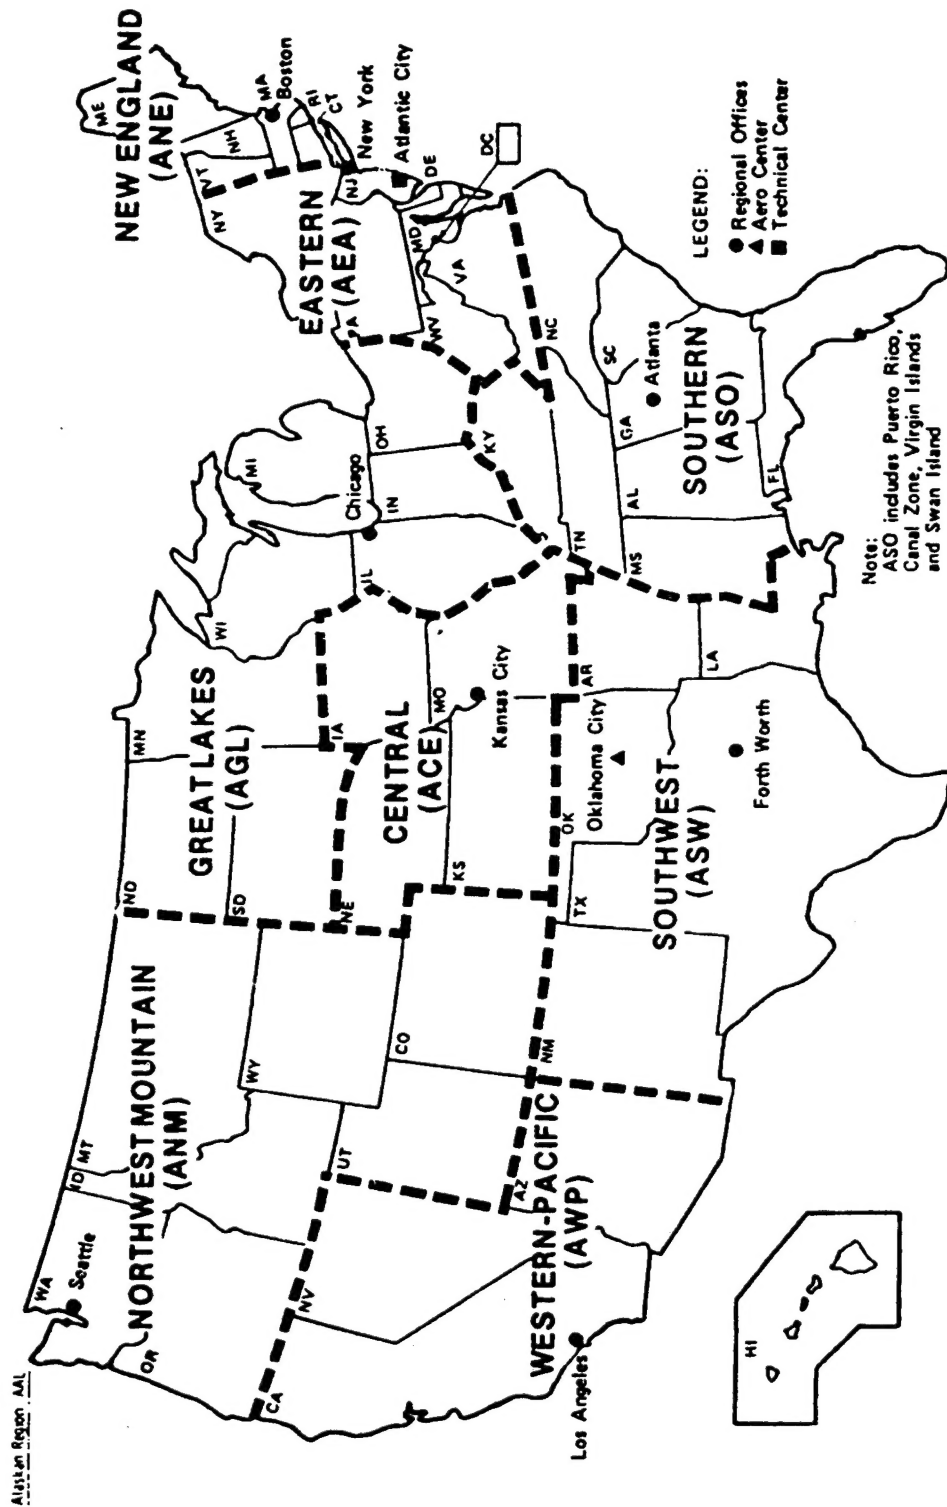 Alaskan Region AAL
WA
Seattle
OR
ID
MT
NORTHWEST MOUNTAIN
(ANM)
WY
CA
NV
UT
CO
WESTERN-PACIFIC
(AWP)
AZ
NM
Los Angeles
HI
ND
SD
MN
GREAT LAKES
(AGL)
WI
MI
NE
IA
IL
Chicago
IN
OH
CENTRAL
(ACE)
KS
MO
Kansas City
KY
OK
Oklahoma City
AR
TX
SOUTHWEST
(ASW)
Forth Worth
LA
TN
MS
AL
GA
NC
SC
Atlanta
SOUTHERN
(ASO)
FL
NEW ENGLAND
(ANE)
ME
VT
NH
MA
Boston
RI
CT
NY
EASTERN
(AEA)
PA
NJ
New York
Atlantic City
DE
MD
DC
WV
VA
LEGEND:
Regional Offices
Aero Center
Technical Center
Note:
ASO includes Puerto Rico,
Canal Zone, Virgin Islands
and Swan Island